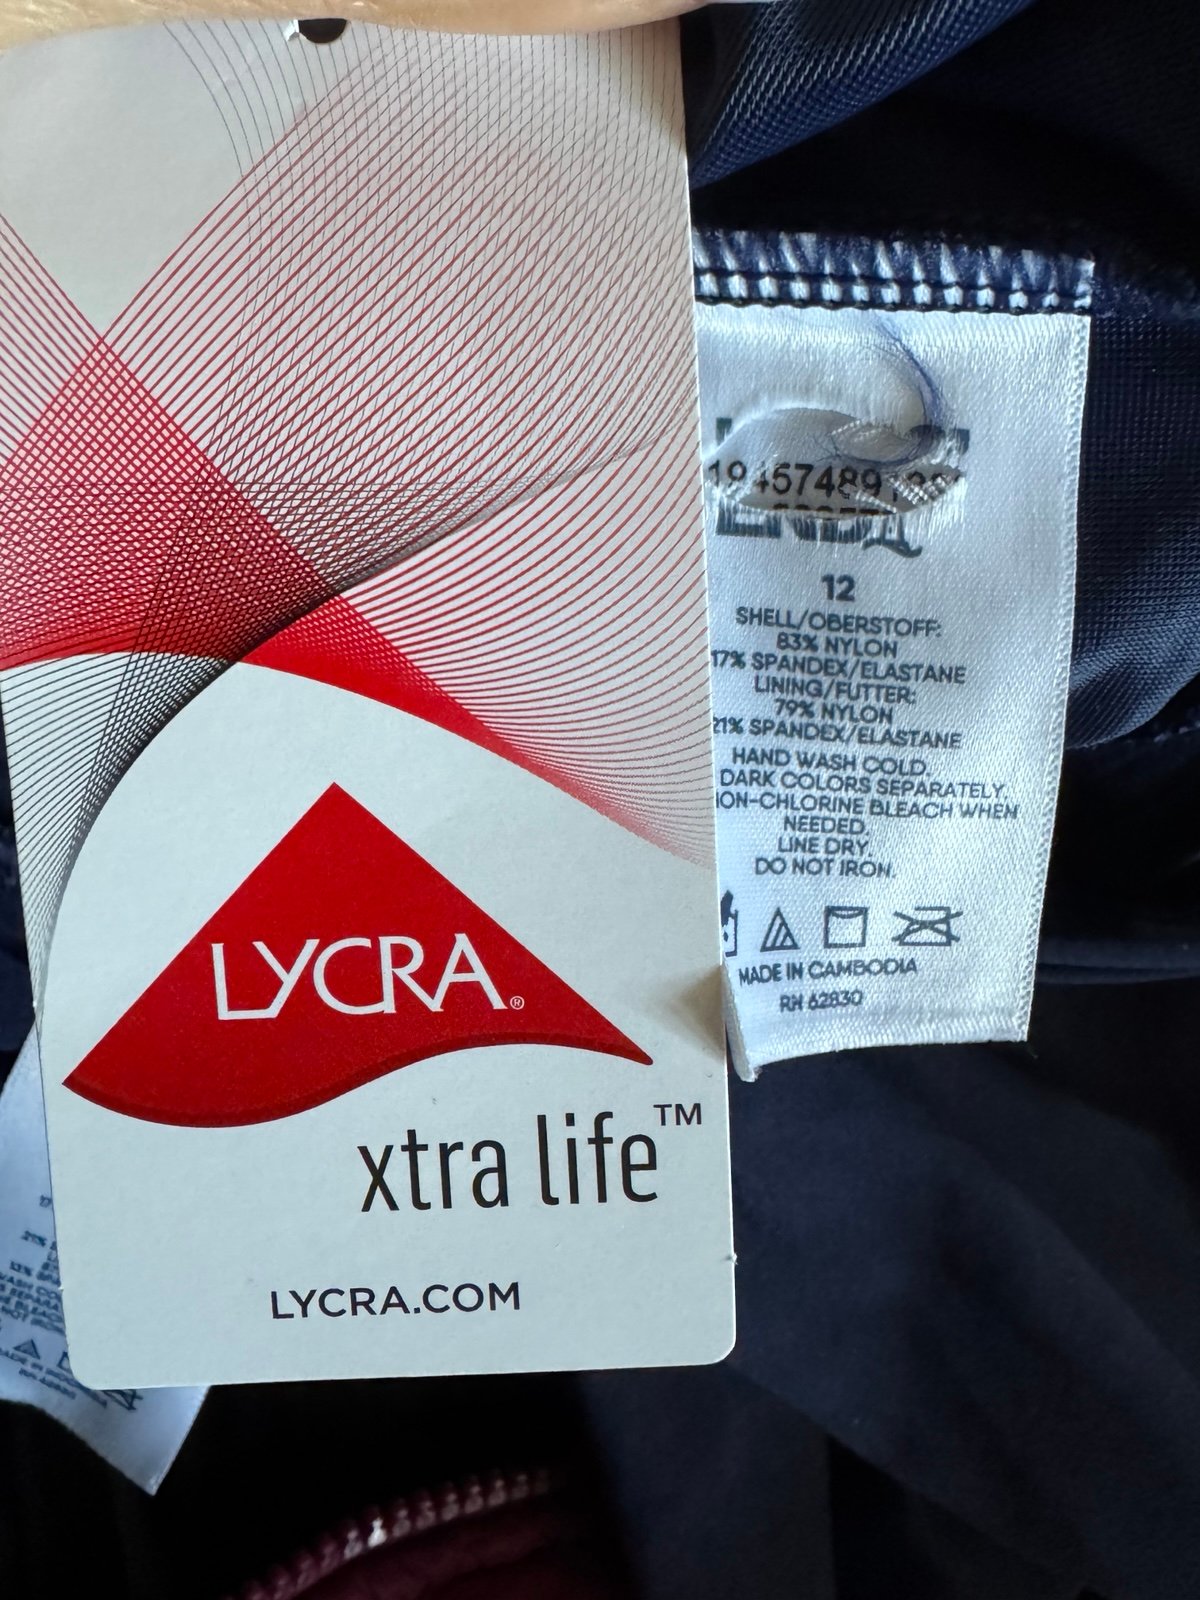 LYCRA®
xtra life™
LYCRA.COM
12
SHELL/OBERSTOFF:
83% NYLON
17% SPANDEX/ELASTANE
LINING/FUTTER:
79% NYLON
21% SPANDEX/ELASTANE
HAND WASH COLD.
DARK COLORS SEPARATELY.
ON-CHLORINE BLEACH WHEN
NEEDED.
LINE DRY.
DO NOT IRON.
MADE IN CAMBODIA
RN 62830